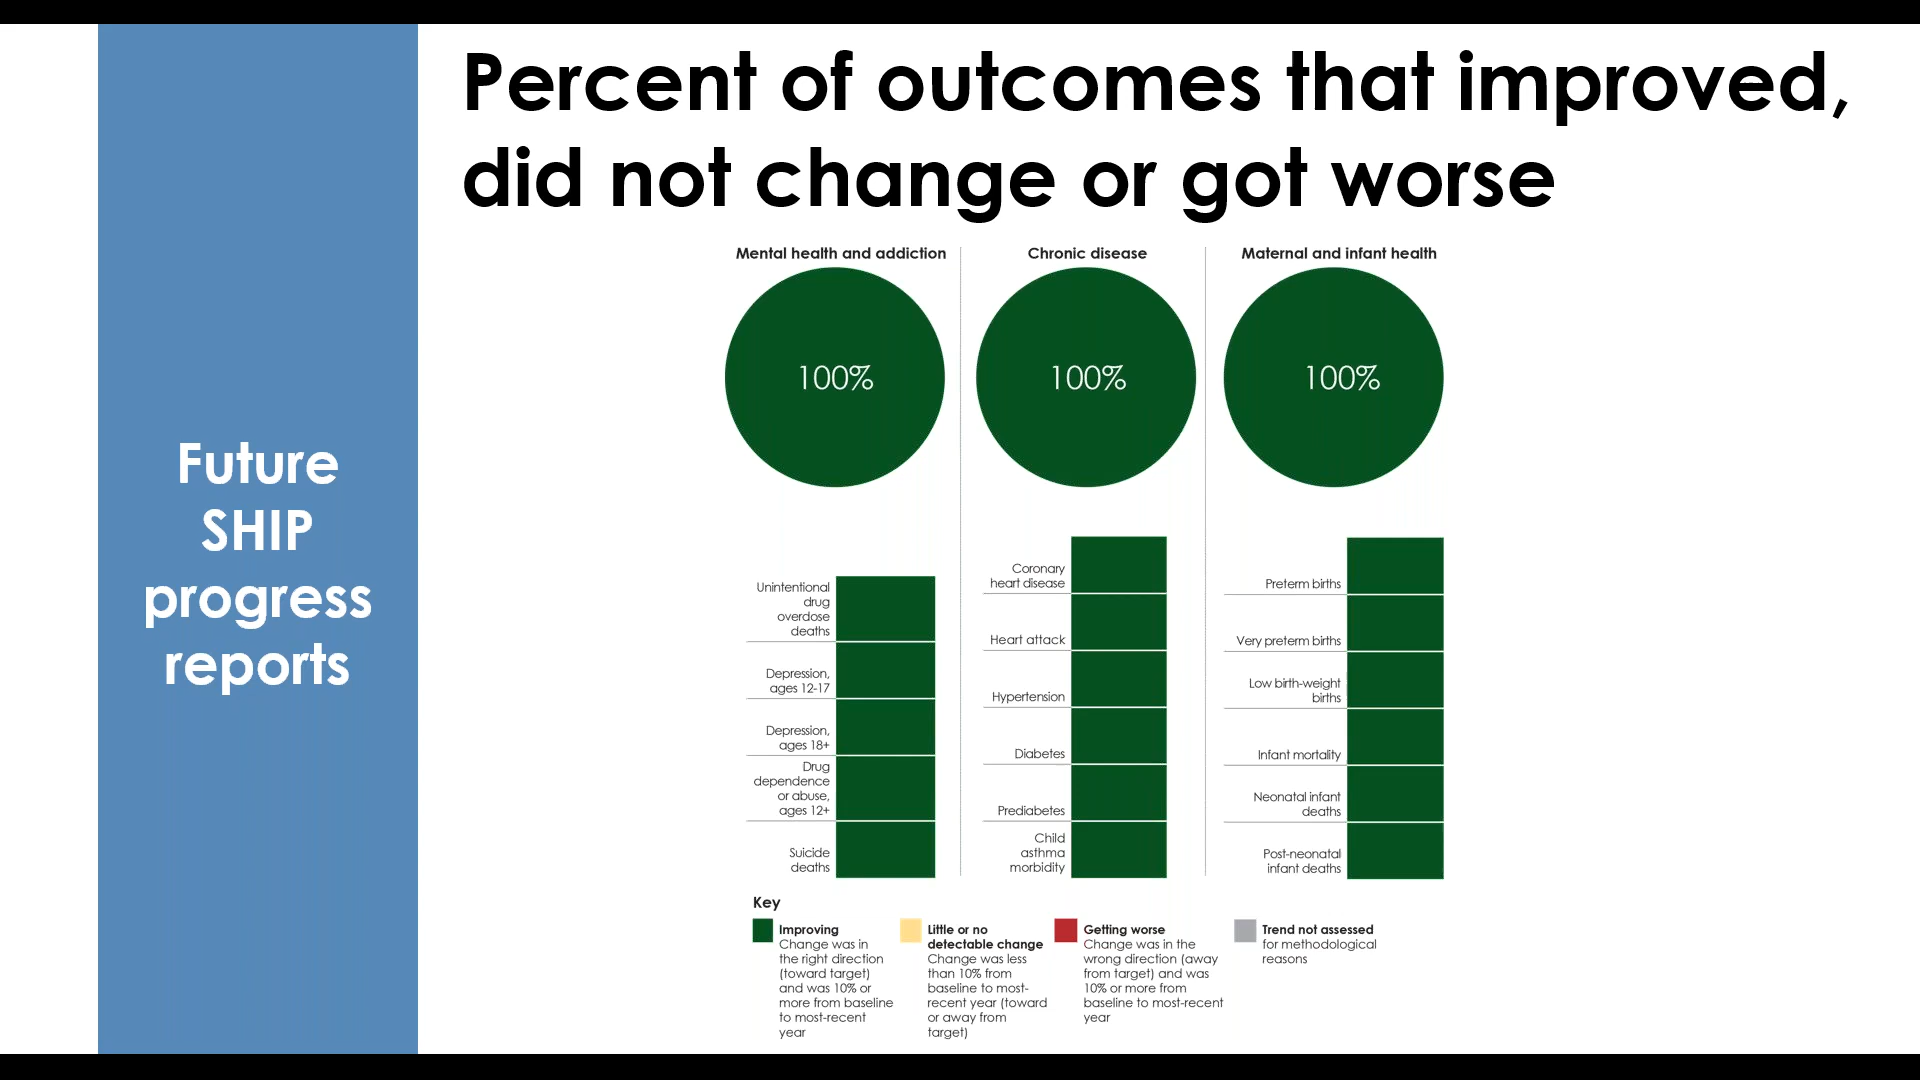 Percent of outcomes that improved,
did not change or got worse
Future
SHIP
progress
reports
Mental health and addiction
100%
Unintentional
drug
overdose
deaths
Depression,
ages 12-17
Depression,
ages 18+
Drug
dependence
or abuse,
ages 12+
Suicide
deaths
Chronic disease
100%
Coronary
heart disease
Heart attack
Hypertension
Diabetes
Prediabetes
Child
asthma
morbidity
Maternal and infant health
100%
Preterm births
Very preterm births
Low birth-weight
births
Infant mortality
Neonatal infant
deaths
Post-neonatal
infant deaths
Key
Improving
Change was in
the right direction
(toward target)
and was 10% or
more from baseline
to most-recent
year
Little or no
detectable change
Change was less
than 10% from
baseline to most-
recent year (toward
or away from
target)
Getting worse
Change was in the
wrong direction (away
from target) and was
10% or more from
baseline to most-recent
year
Trend not assessed
for methodological
reasons